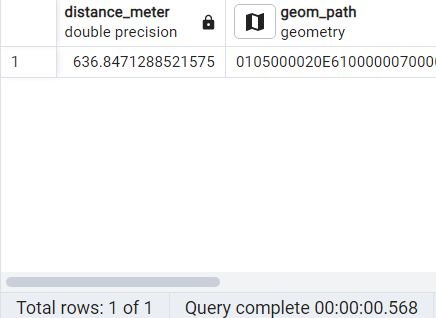 distance_meter geom_path
double precision geometry
1 636.8471288521575 0105000020E61000000700
Total rows: 1 of 1 Query complete 00:00:00.568